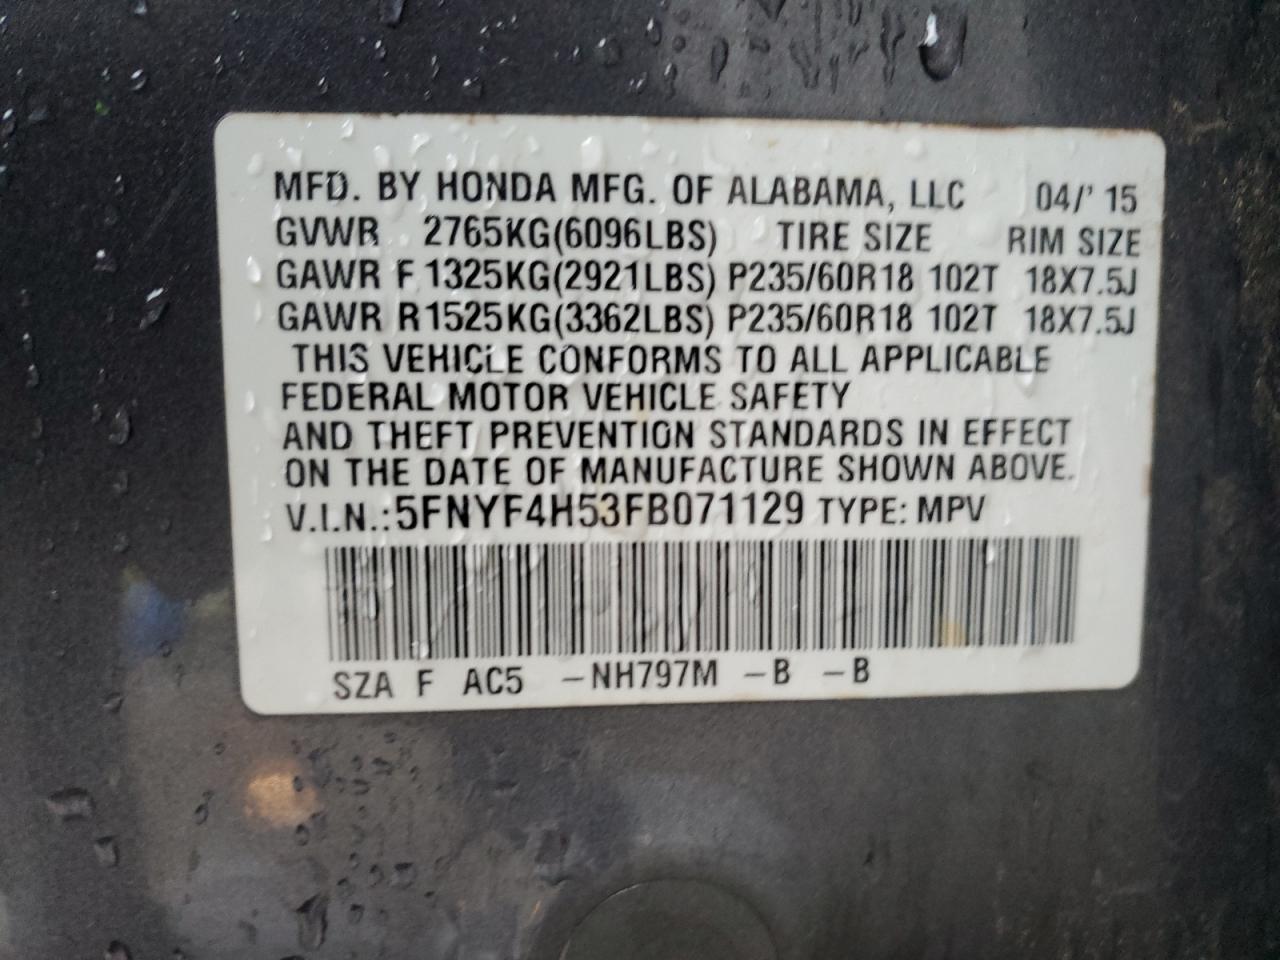 MFD. BY HONDA MFG. OF ALABAMA, LLC 04/' 15
GVWR 2765KG(6096LBS) TIRE SIZE RIM SIZE
GAWR F 1325KG(2921LBS) P235/60R18 102T 18X7.5J
GAWR R1525KG(3362LBS) P235/60R18 102T 18X7.5J
THIS VEHICLE CONFORMS TO ALL APPLICABLE
FEDERAL MOTOR VEHICLE SAFETY
AND THEFT PREVENTION STANDARDS IN EFFECT
ON THE DATE OF MANUFACTURE SHOWN ABOVE.
V.I.N.:5FNYF4H53FB071129 TYPE: MPV
SZA F AC5 -NH797M -B -B